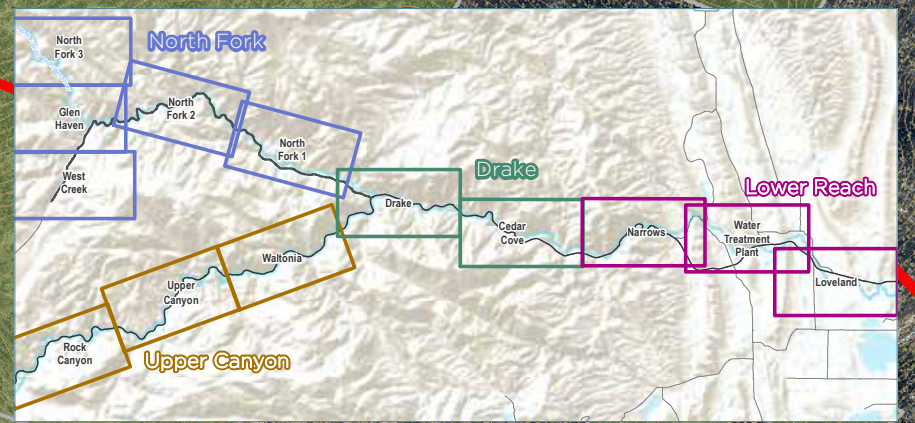 North
Fork 3
North Fork
Glen
Haven
North
Fork 2
North
Fork 1
West
Creek
Drake
Drake
Cedar
Cove
Lower Reach
Narrows
Water
Treatment
Plant
Loveland
Waltonia
Upper
Canyon
Rock
Canyon
Upper Canyon